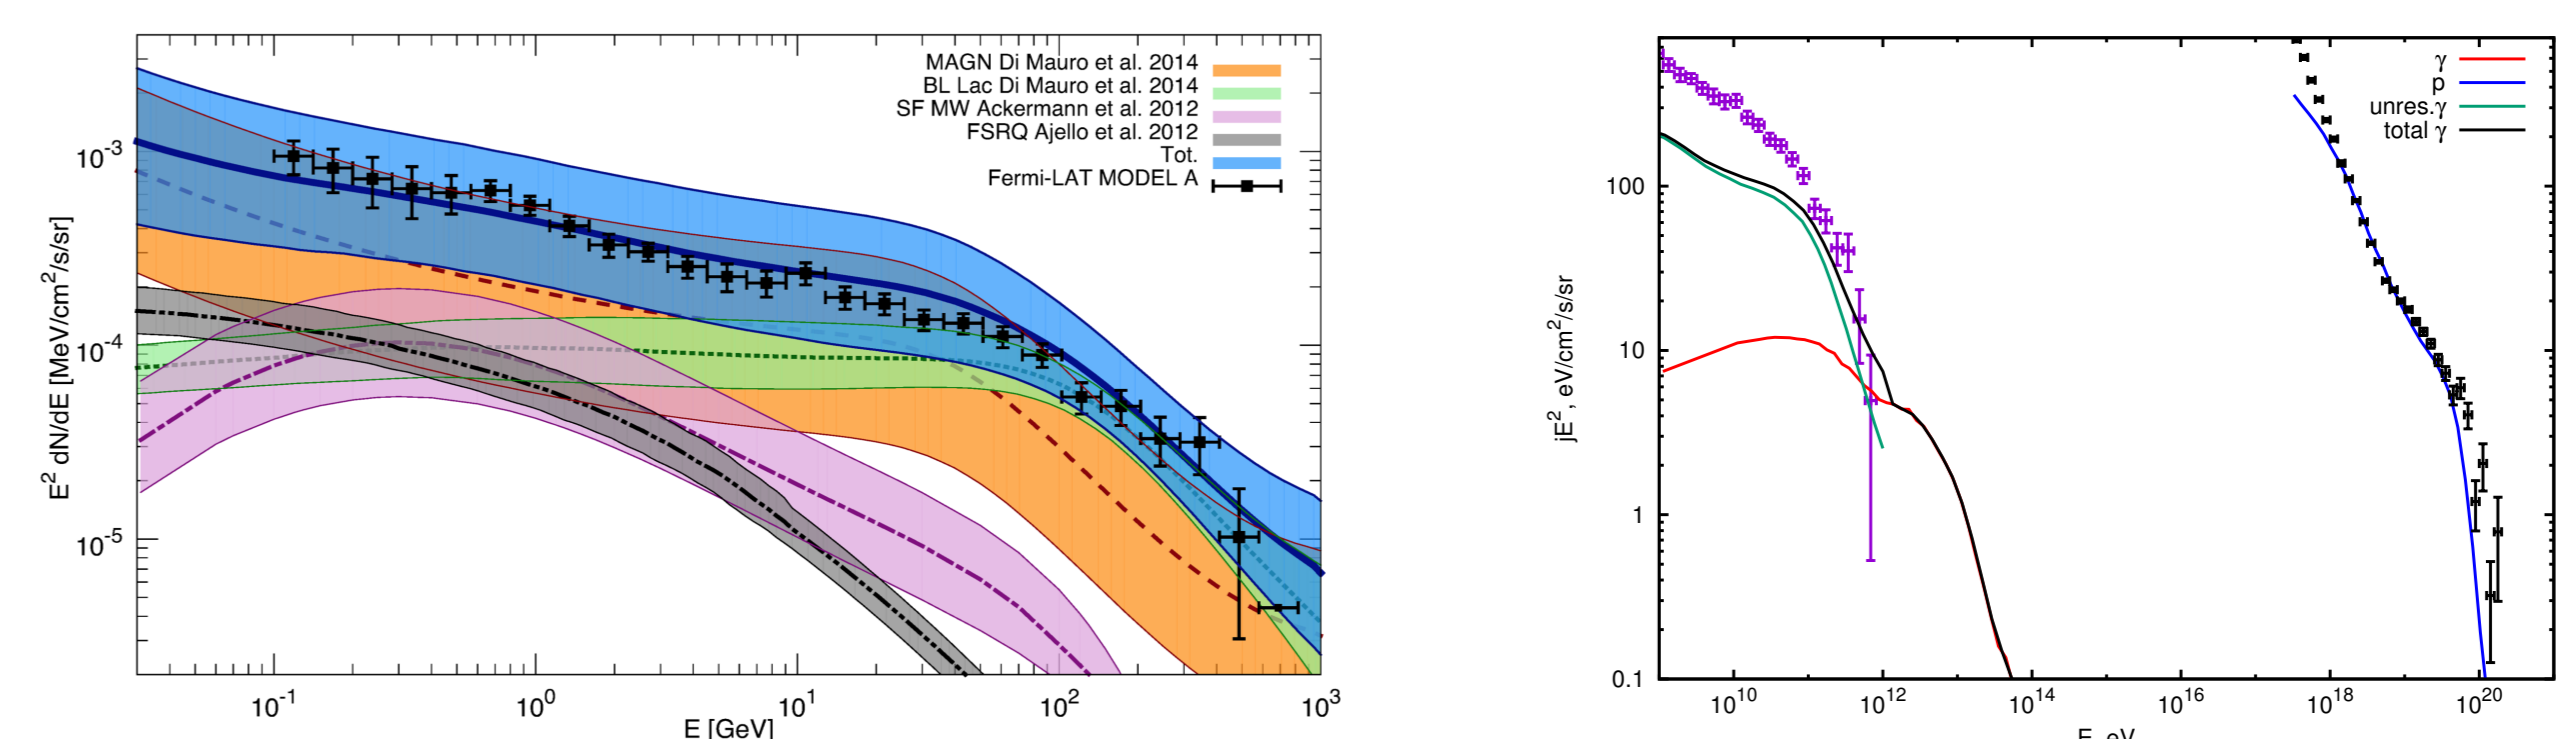 MAGN Di Mauro et al. 2014
BL Lac Di Mauro et al. 2014
SF MW Ackermann et al. 2012
FSRQ Ajello et al. 2012
Tot.
Fermi-LAT MODEL A
10^-3
10^-4
10^-5
E^2 dN/dE [MeV/cm^2/s/sr]
10^-1
10^0
10^1
10^2
10^3
E [GeV]
γ
p
unres.γ
total γ
100
10
1
0.1
jE^2, eV/cm^2/s/sr
10^10
10^12
10^14
10^16
10^18
10^20
E, eV